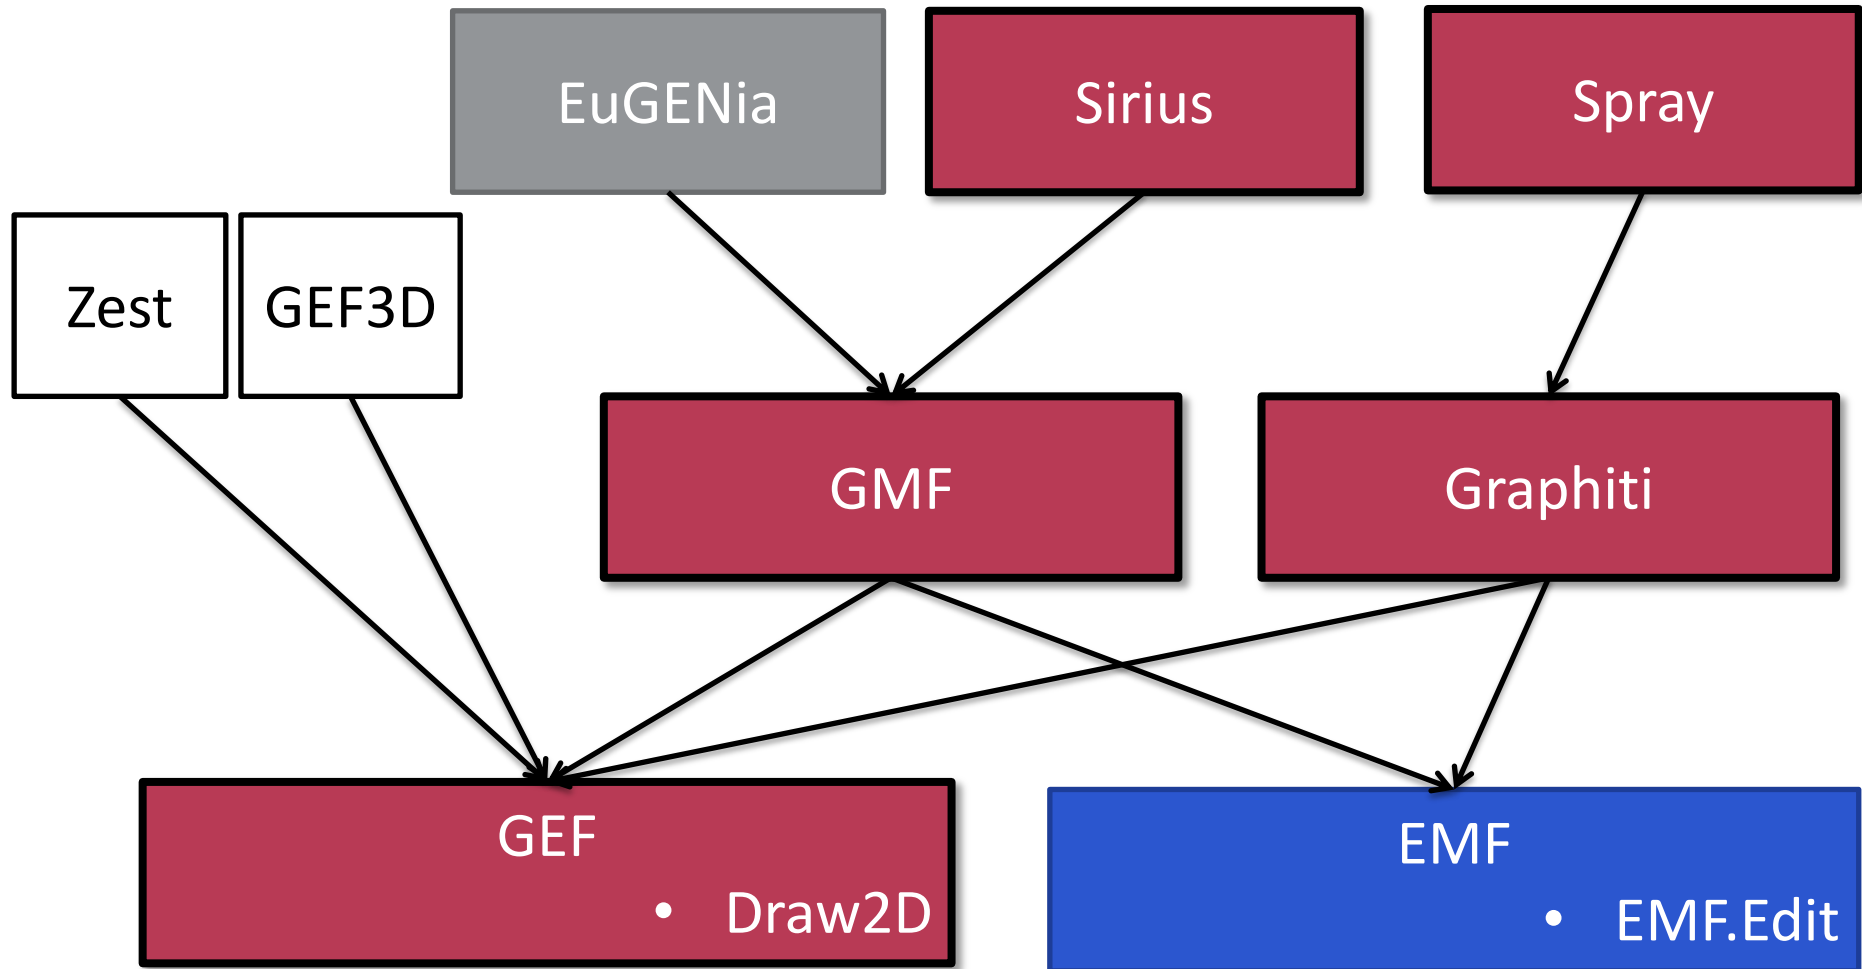 EuGENia
Sirius
Spray
Zest
GEF3D
GMF
Graphiti
GEF
• Draw2D
EMF
• EMF.Edit